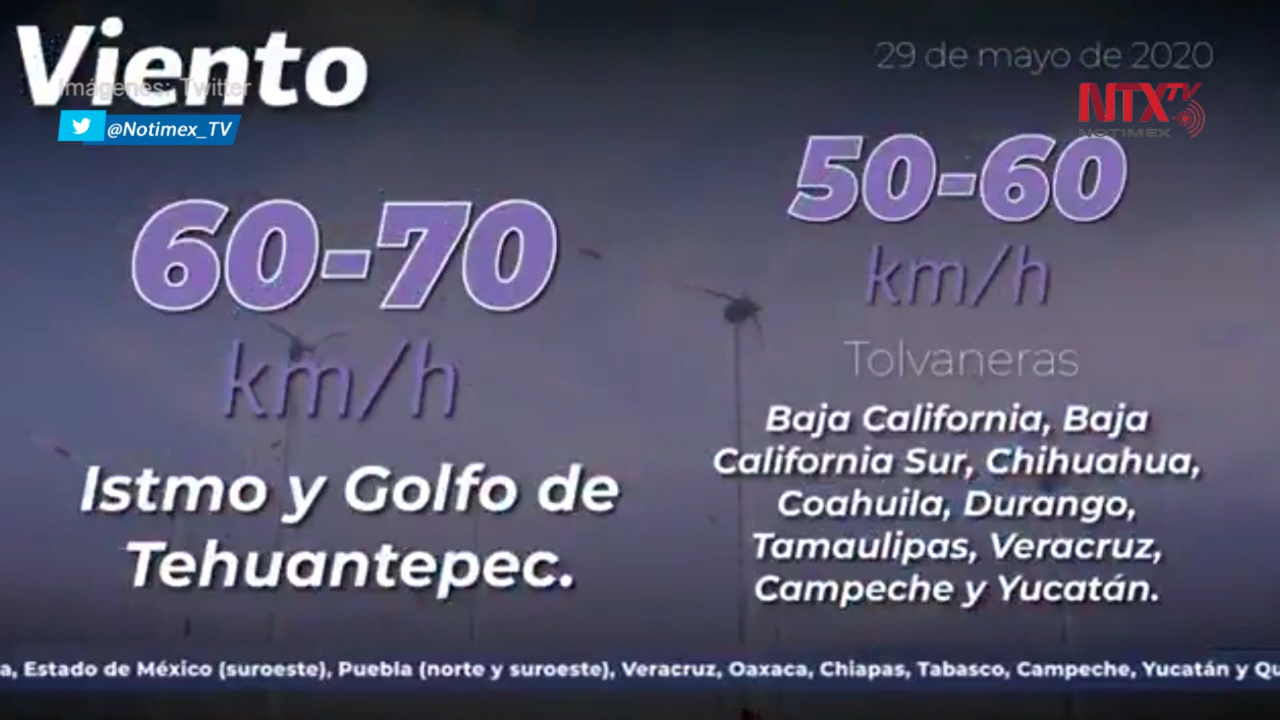 Viento
Imágenes: Twitter
@Notimex_TV
29 de mayo de 2020
NTXTV
NOTIMEX
60-70
km/h
Istmo y Golfo de
Tehuantepec.
50-60
km/h
Tolvaneras
Baja California, Baja
California Sur, Chihuahua,
Coahuila, Durango,
Tamaulipas, Veracruz,
Campeche y Yucatán.
a, Estado de México (suroeste), Puebla (norte y suroeste), Veracruz, Oaxaca, Chiapas, Tabasco, Campeche, Yucatán y Qu